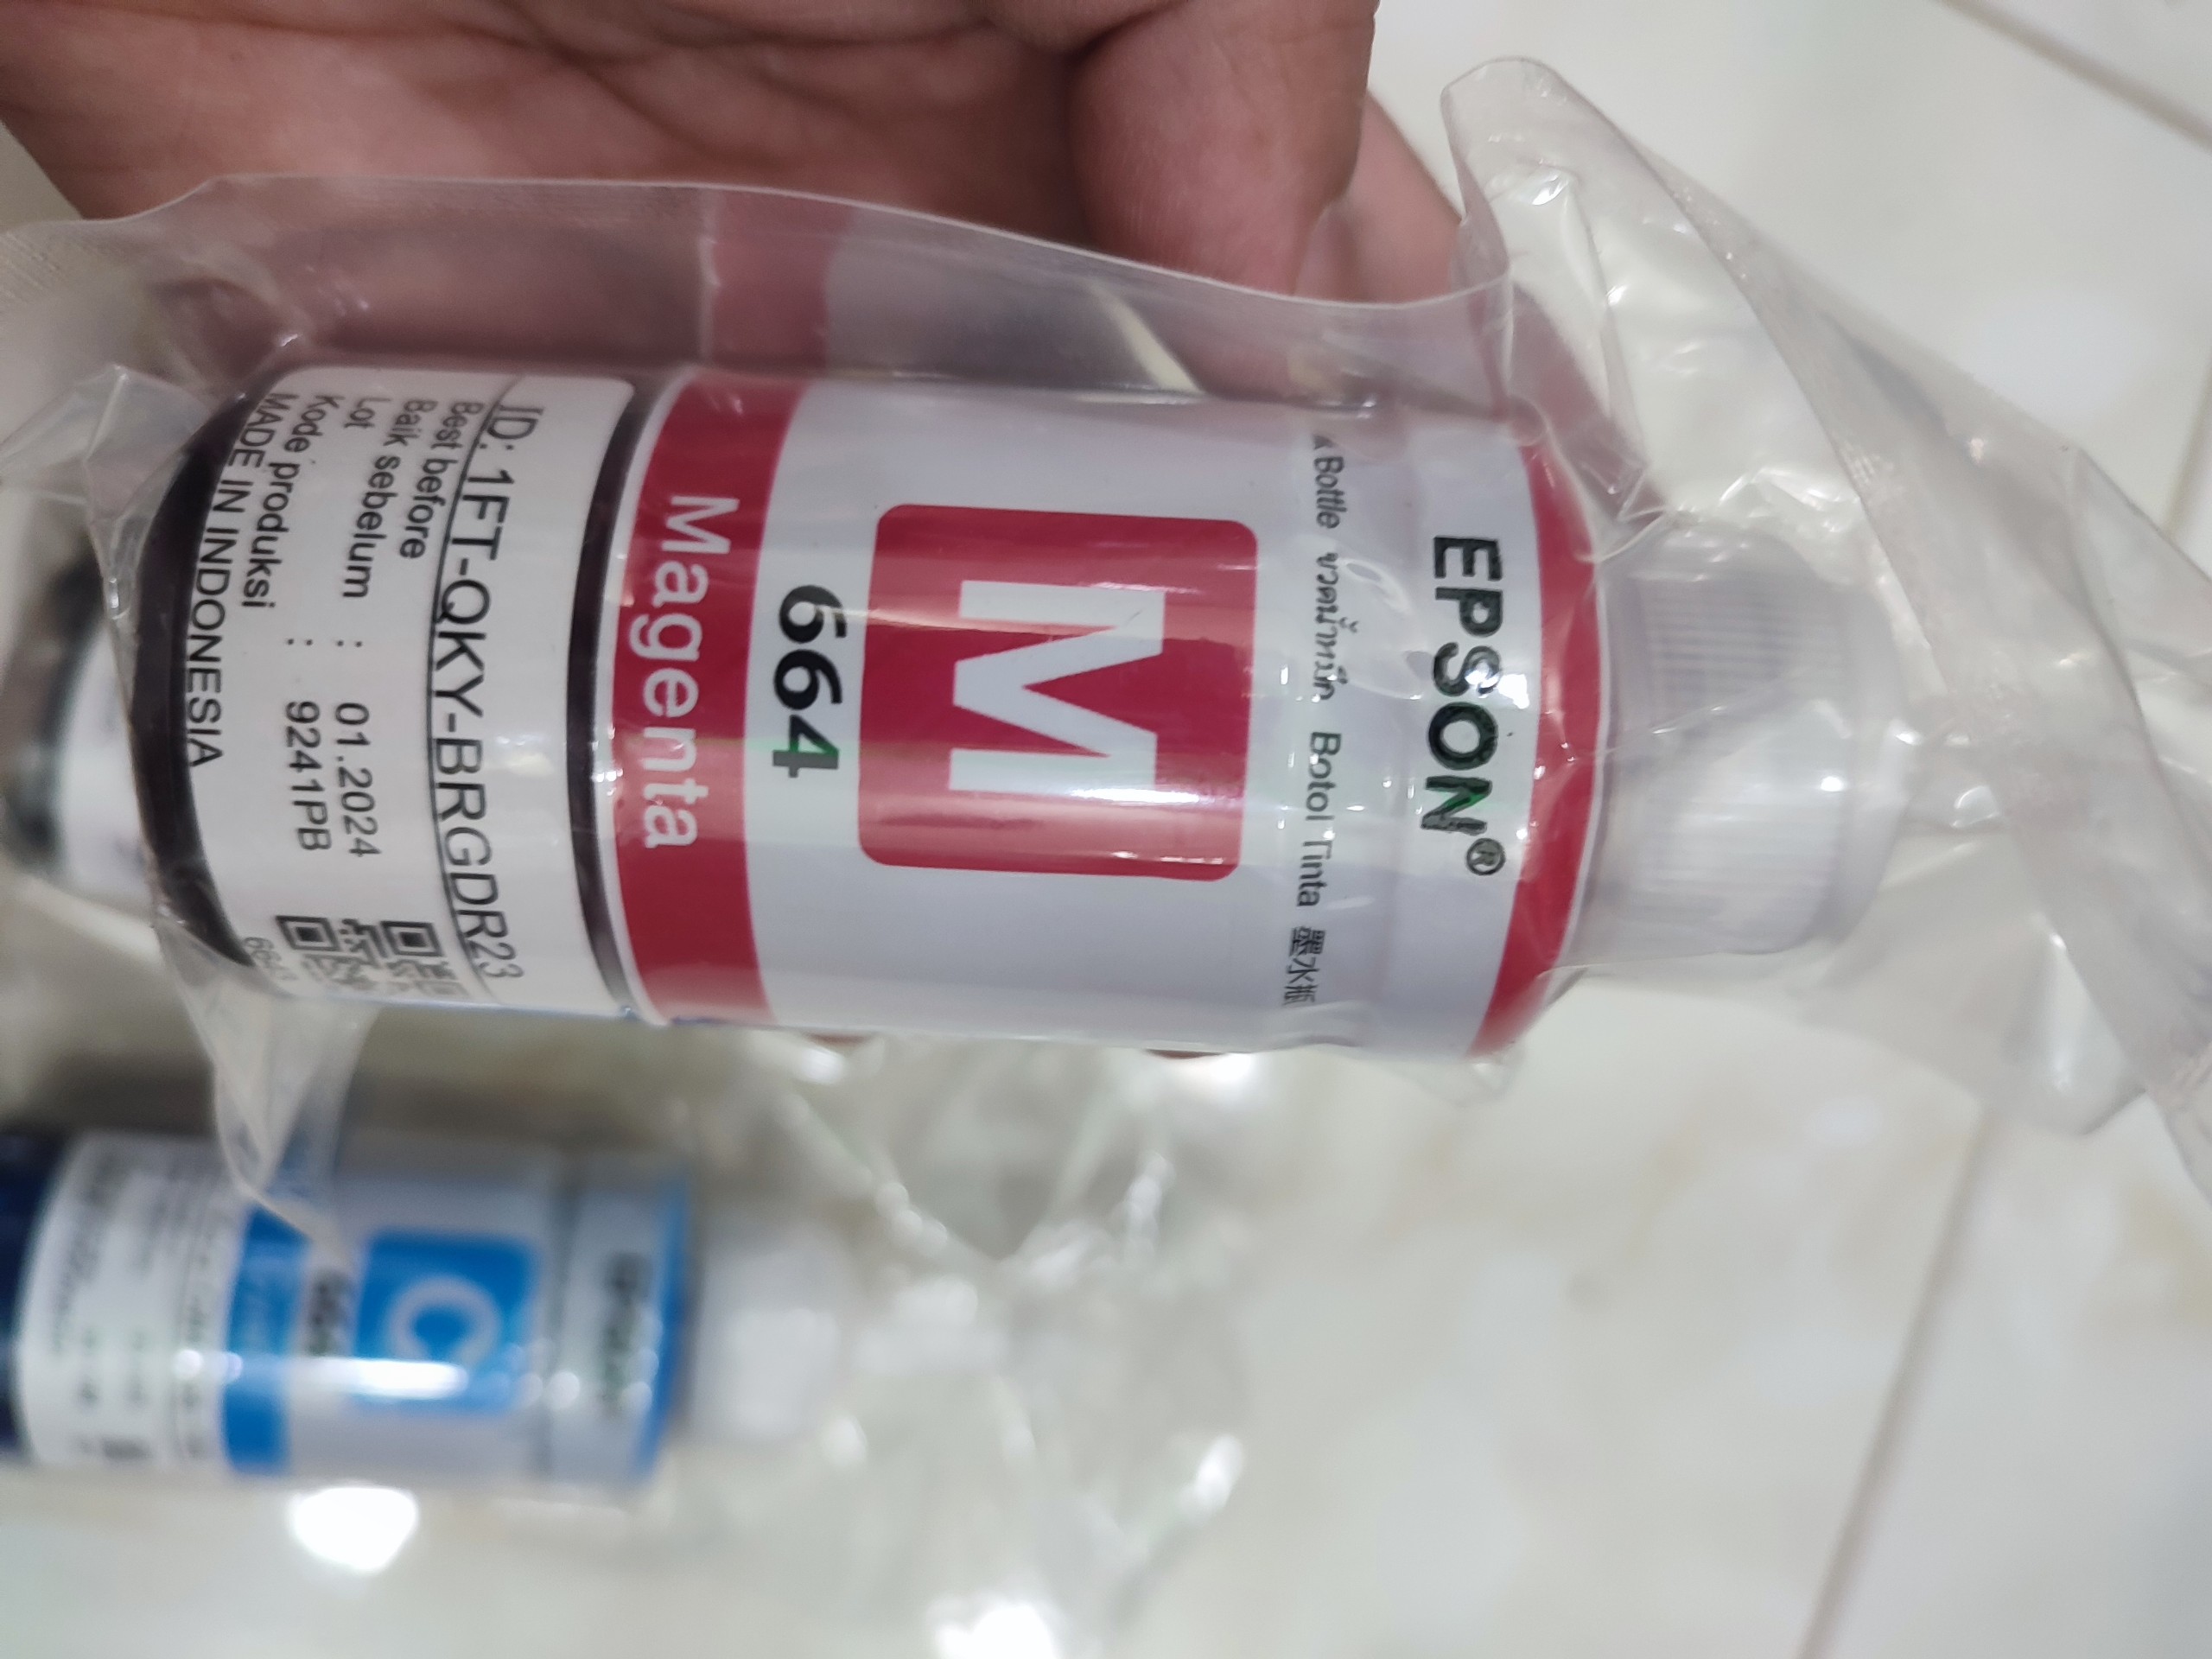 EPSON®
Bottle ขวดน้ำหมึก Botol Tinta 墨水瓶
M
664
Magenta
ID: 1FT-QKY-BRGDR23
Best before
Baik sebelum : 01.2024
Lot
Kode produksi : 9241PB
MADE IN INDONESIA
C
664